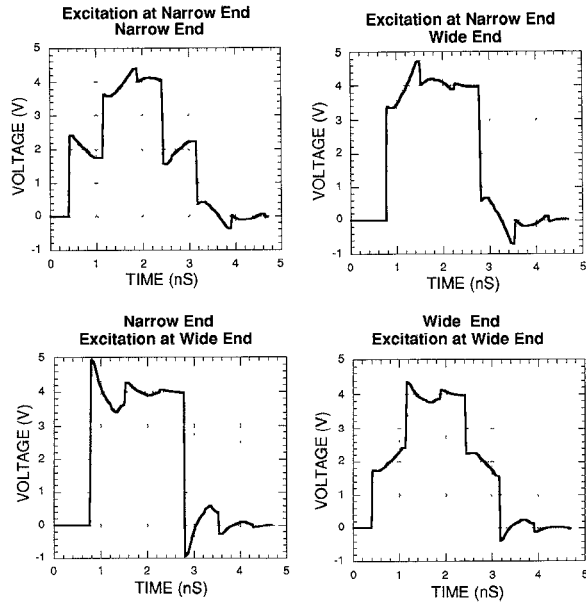 Excitation at Narrow End
Narrow End
5
4
3
2
1
0
-1
VOLTAGE (V)
0 1 2 3 4 5
TIME (nS)
Excitation at Narrow End
Wide End
5
4
3
2
1
0
-1
VOLTAGE (V)
0 1 2 3 4 5
TIME (nS)
Narrow End
Excitation at Wide End
5
4
3
2
1
0
-1
VOLTAGE (V)
0 1 2 3 4 5
TIME (nS)
Wide End
Excitation at Wide End
5
4
3
2
1
0
-1
VOLTAGE (V)
0 1 2 3 4 5
TIME (nS)